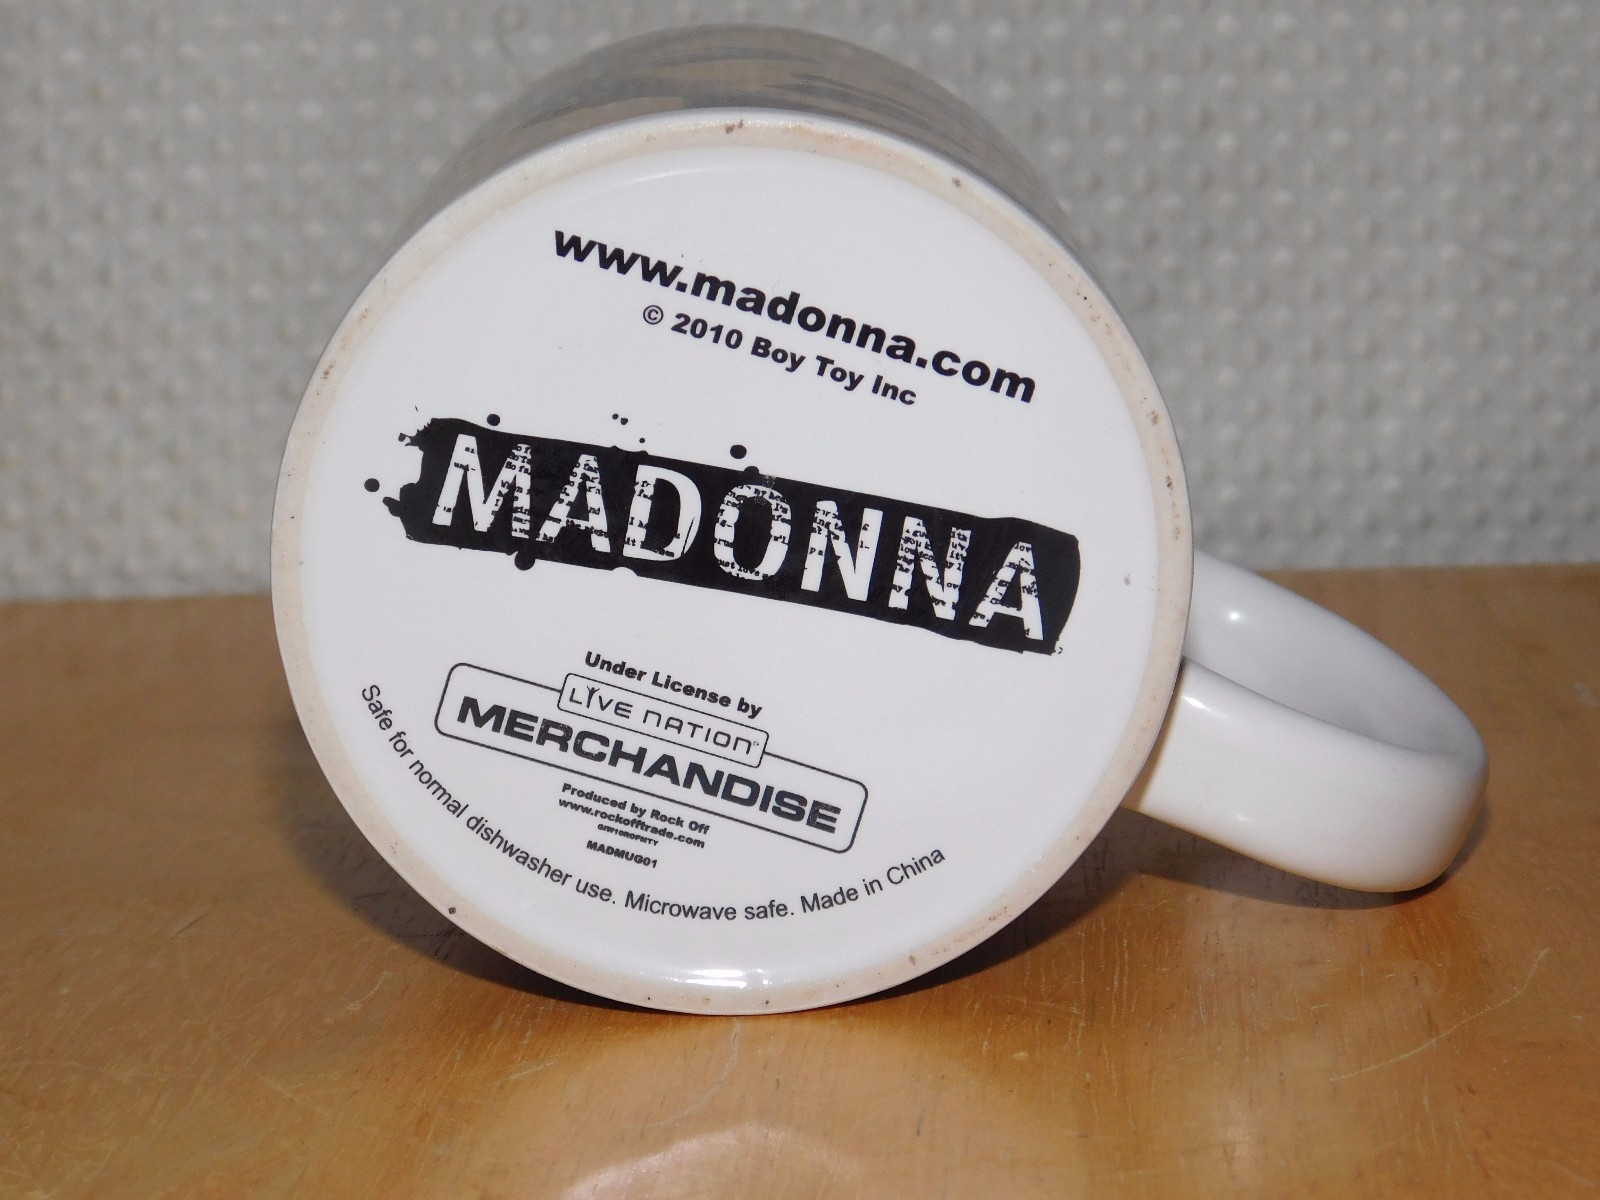 www.madonna.com
© 2010 Boy Toy Inc
MADONNA
Under License by
LIVE NATION
MERCHANDISE
Produced by Rock Off
www.rockofftrade.com
MADMUG01
Safe for normal dishwasher use. Microwave safe. Made in China